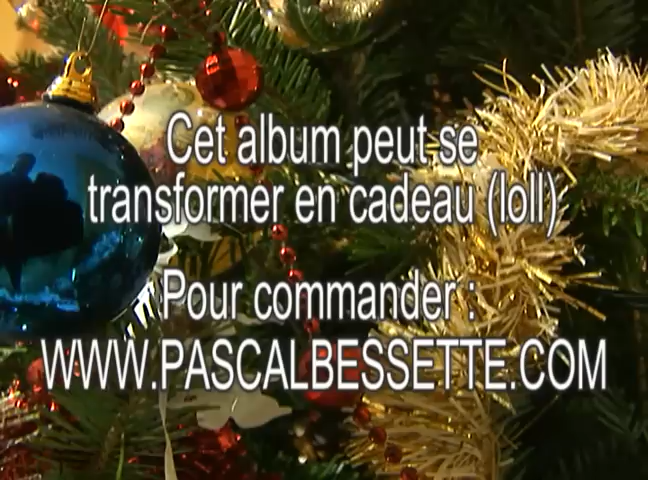 Cet album peut se
transformer en cadeau (loll)
Pour commander :
WWW.PASCALBESSETTE.COM